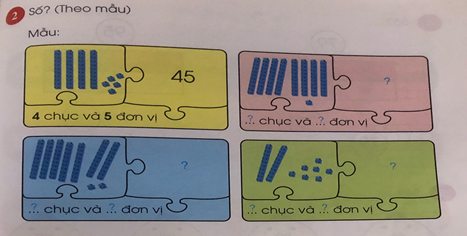 2 Số? (Theo mẫu)
Mẫu:
45
4 chục và 5 đơn vị
?
.?. chục và .?. đơn vị
?
.?. chục và .?. đơn vị
?
.?. chục và .?. đơn vị